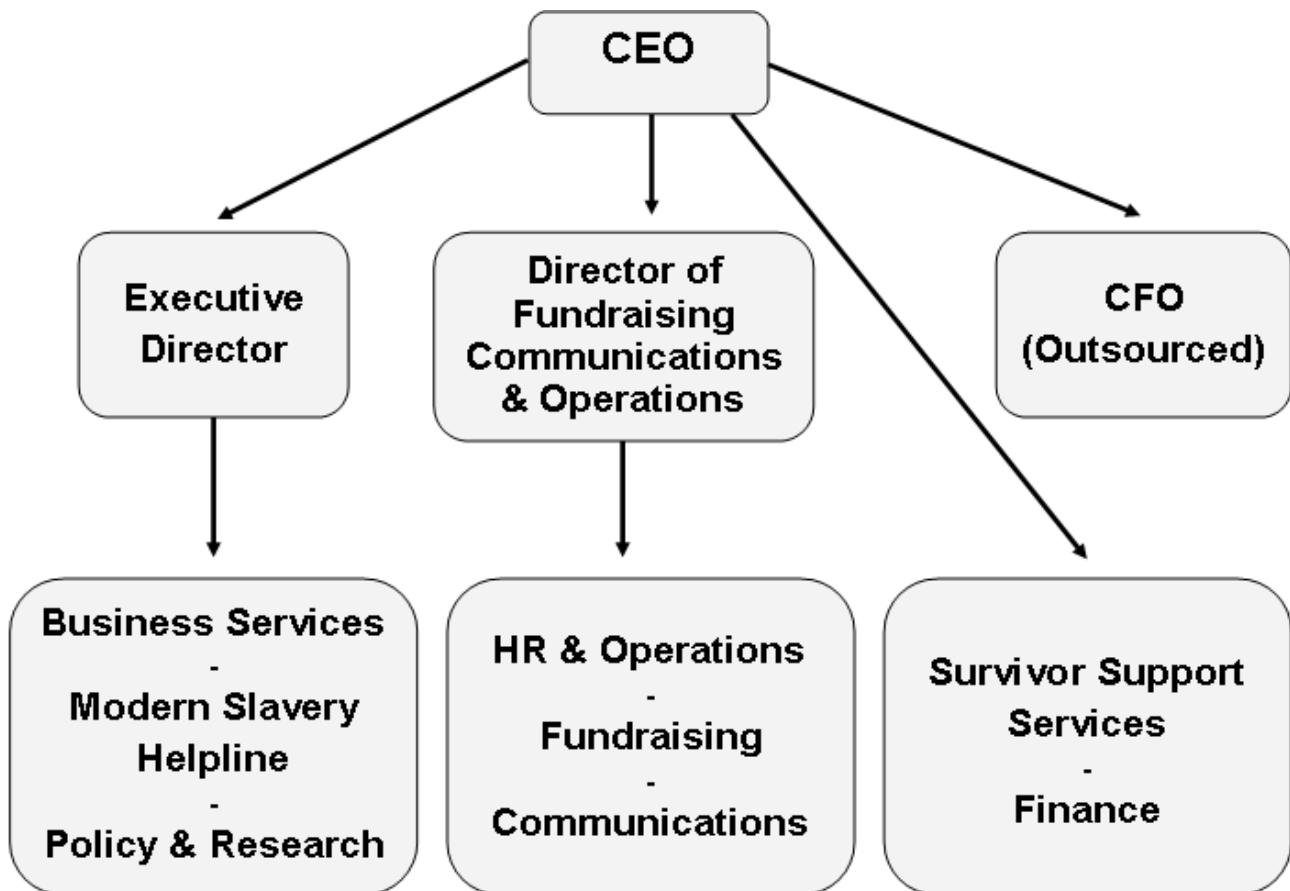 CEO
Executive
Director
Director of
Fundraising
Communications
& Operations
CFO
(Outsourced)
Business Services
-
Modern Slavery
Helpline
-
Policy & Research
HR & Operations
-
Fundraising
-
Communications
Survivor Support
Services
-
Finance